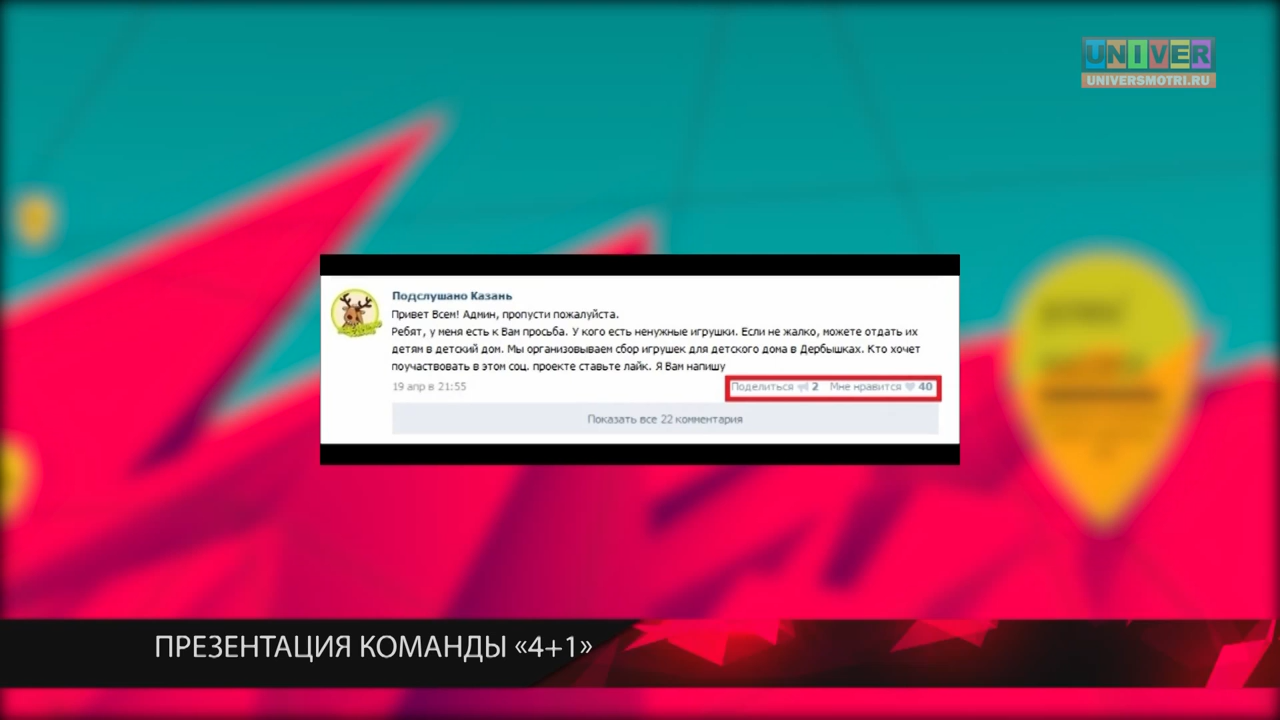 UNIVER
UNIVERSMOTRI.RU
Подслушано Казань
Привет Всем! Админ, пропусти пожалуйста.
Ребят, у меня есть к Вам просьба. У кого есть ненужные игрушки. Если не жалко, можете отдать их
детям в детский дом. Мы организовываем сбор игрушек для детского дома в Дербышках. Кто хочет
поучаствовать в этом соц. проекте ставьте лайк. Я Вам напишу
19 апр в 21:55
Поделиться 2 Мне нравится 40
Показать все 22 комментария
ПРЕЗЕНТАЦИЯ КОМАНДЫ «4+1»